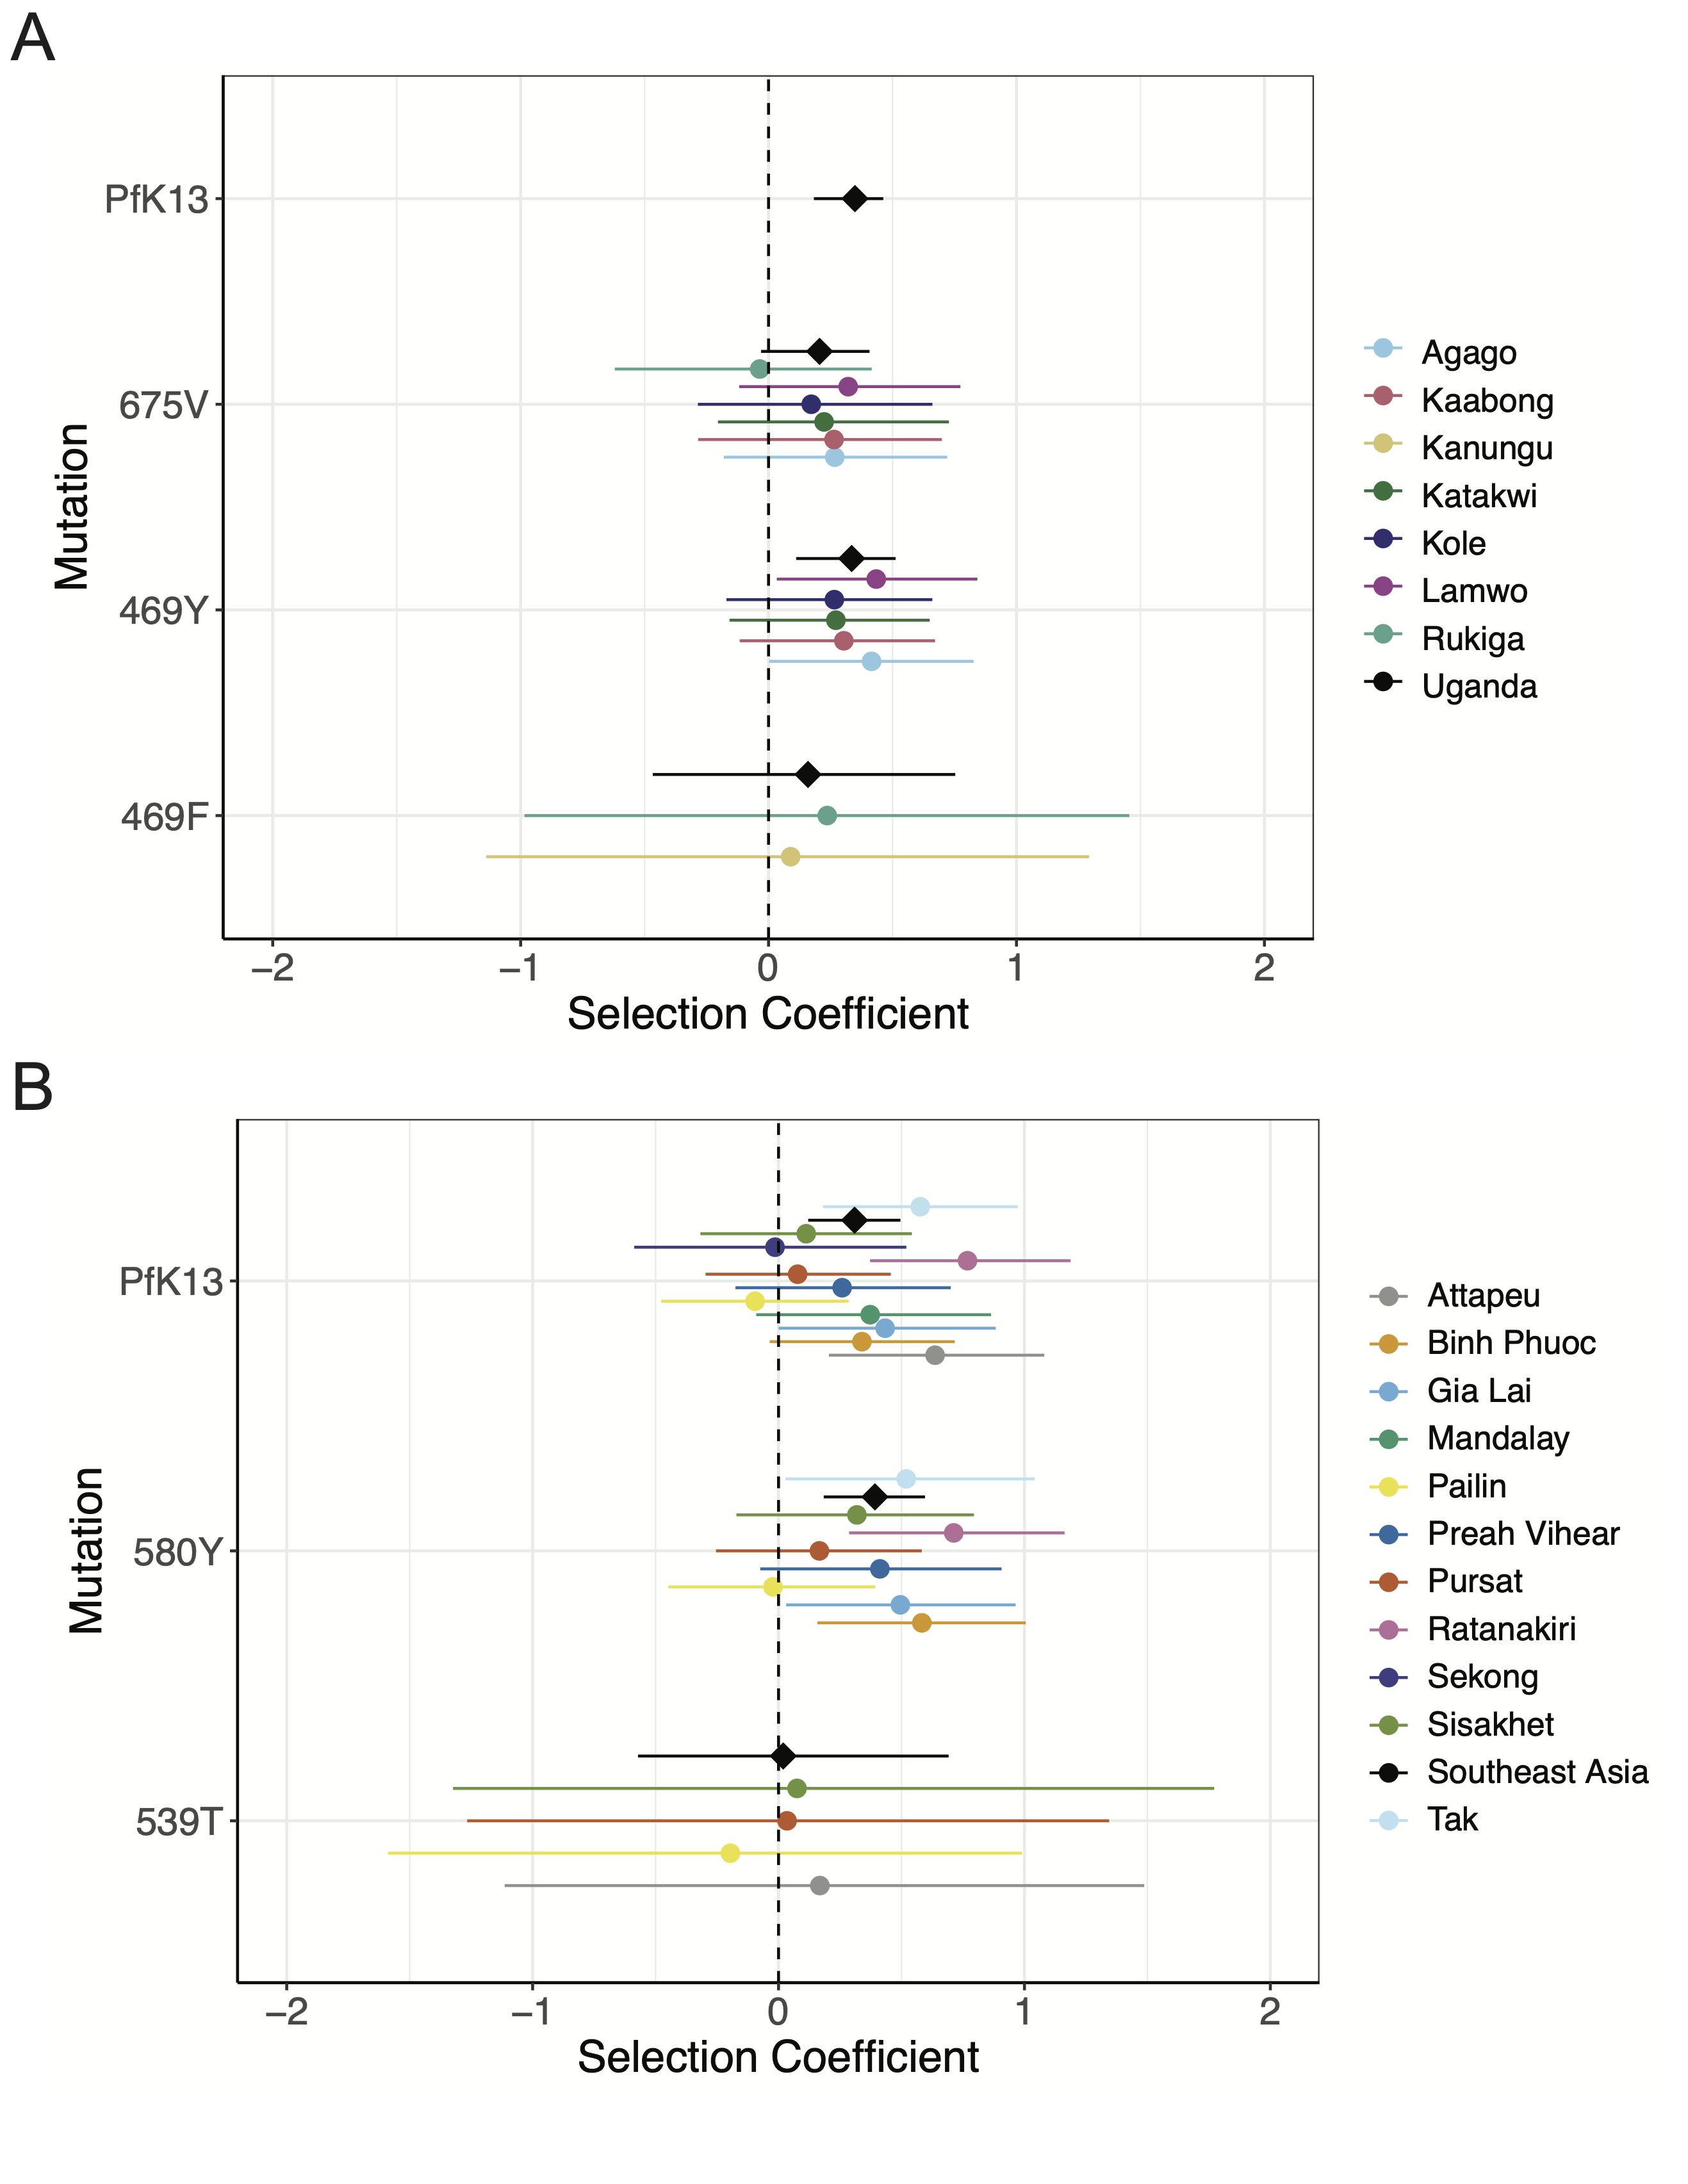 A
PfK13
675V
469Y
469F
Mutation
−2 −1 0 1 2
Selection Coefficient
Agago
Kaabong
Kanungu
Katakwi
Kole
Lamwo
Rukiga
Uganda
B
PfK13
580Y
539T
Mutation
−2 −1 0 1 2
Selection Coefficient
Attapeu
Binh Phuoc
Gia Lai
Mandalay
Pailin
Preah Vihear
Pursat
Ratanakiri
Sekong
Sisakhet
Southeast Asia
Tak